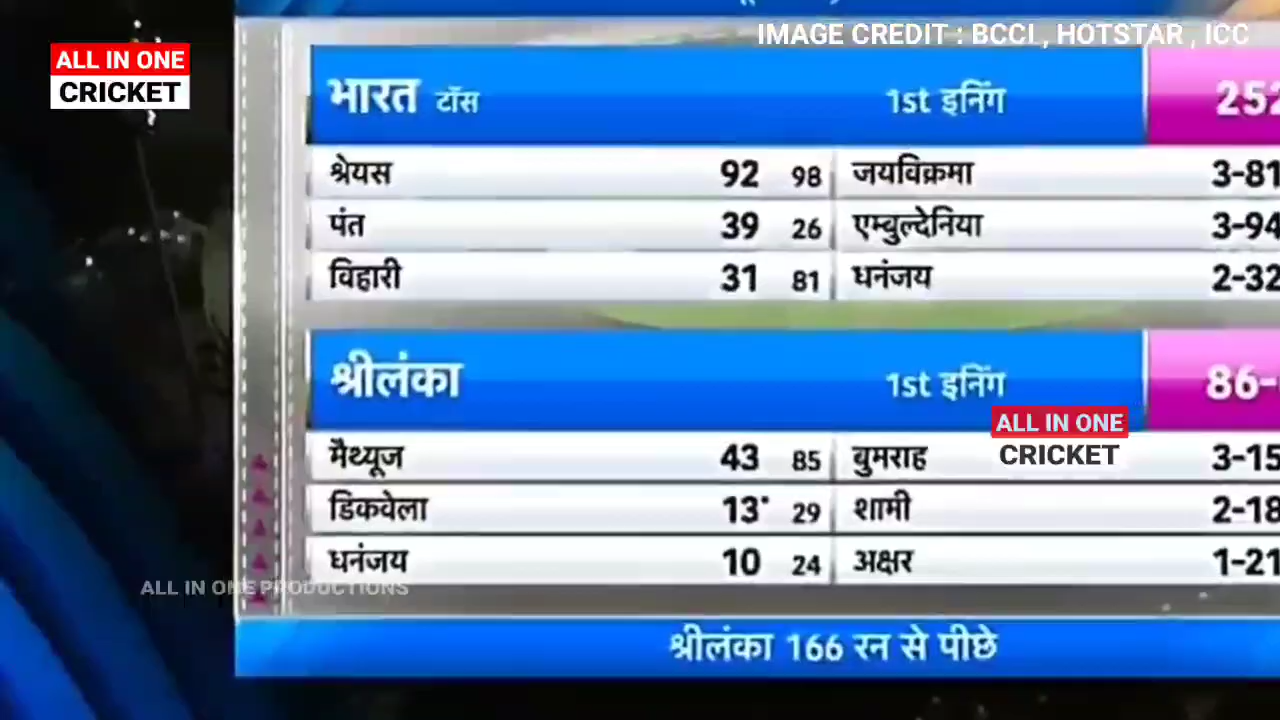 IMAGE CREDIT : BCCI , HOTSTAR , ICC
ALL IN ONE
CRICKET
भारत टॉस 1st इनिंग 252
श्रेयस 92 98 जयविक्रमा 3-81
पंत 39 26 एम्बुल्देनिया 3-94
विहारी 31 81 धनंजय 2-32
श्रीलंका 1st इनिंग 86-
ALL IN ONE
CRICKET
मैथ्यूज 43 85 बुमराह 3-15
डिकवेला 13* 29 शामी 2-18
धनंजय 10 24 अक्षर 1-21
ALL IN ONE PRODUCTIONS
श्रीलंका 166 रन से पीछे